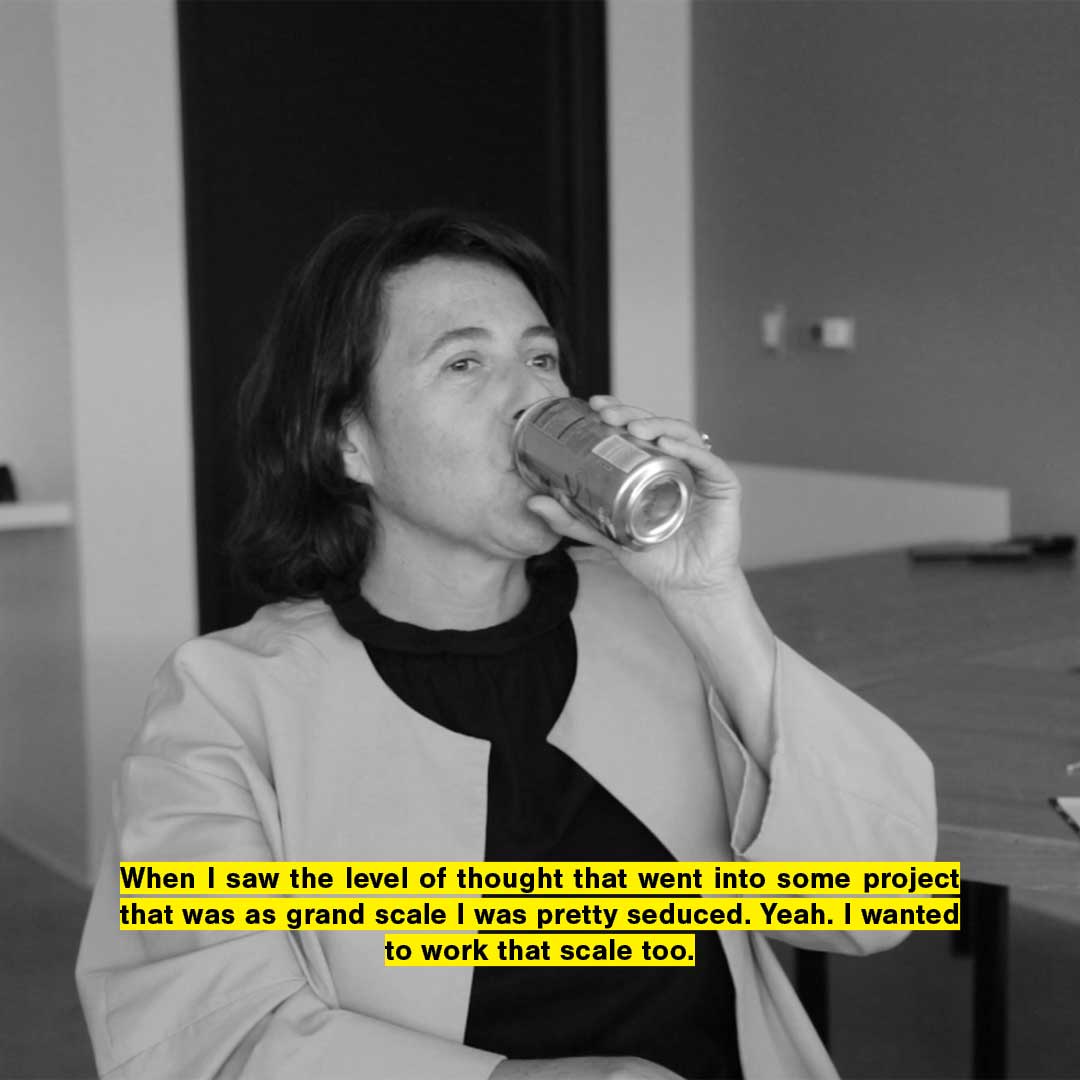 When I saw the level of thought that went into some project
that was as grand scale I was pretty seduced. Yeah. I wanted
to work that scale too.